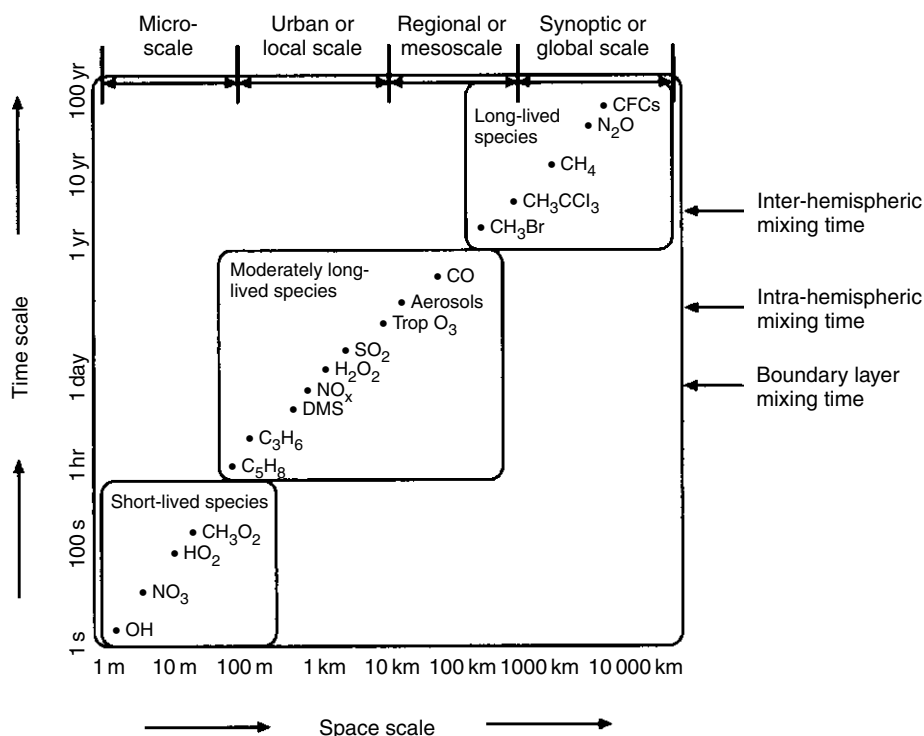 Micro-
scale
Urban or
local scale
Regional or
mesoscale
Synoptic or
global scale
100 yr
10 yr
1 yr
1 day
1 hr
100 s
1 s
Time scale
Long-lived
species
CFCs
N2O
CH4
CH3CCl3
CH3Br
Moderately long-
lived species
CO
Aerosols
Trop O3
SO2
H2O2
NOx
DMS
C3H6
C5H8
Short-lived species
CH3O2
HO2
NO3
OH
Inter-hemispheric
mixing time
Intra-hemispheric
mixing time
Boundary layer
mixing time
1 m 10 m 100 m 1 km 10 km 100 km 1000 km 10 000 km
Space scale